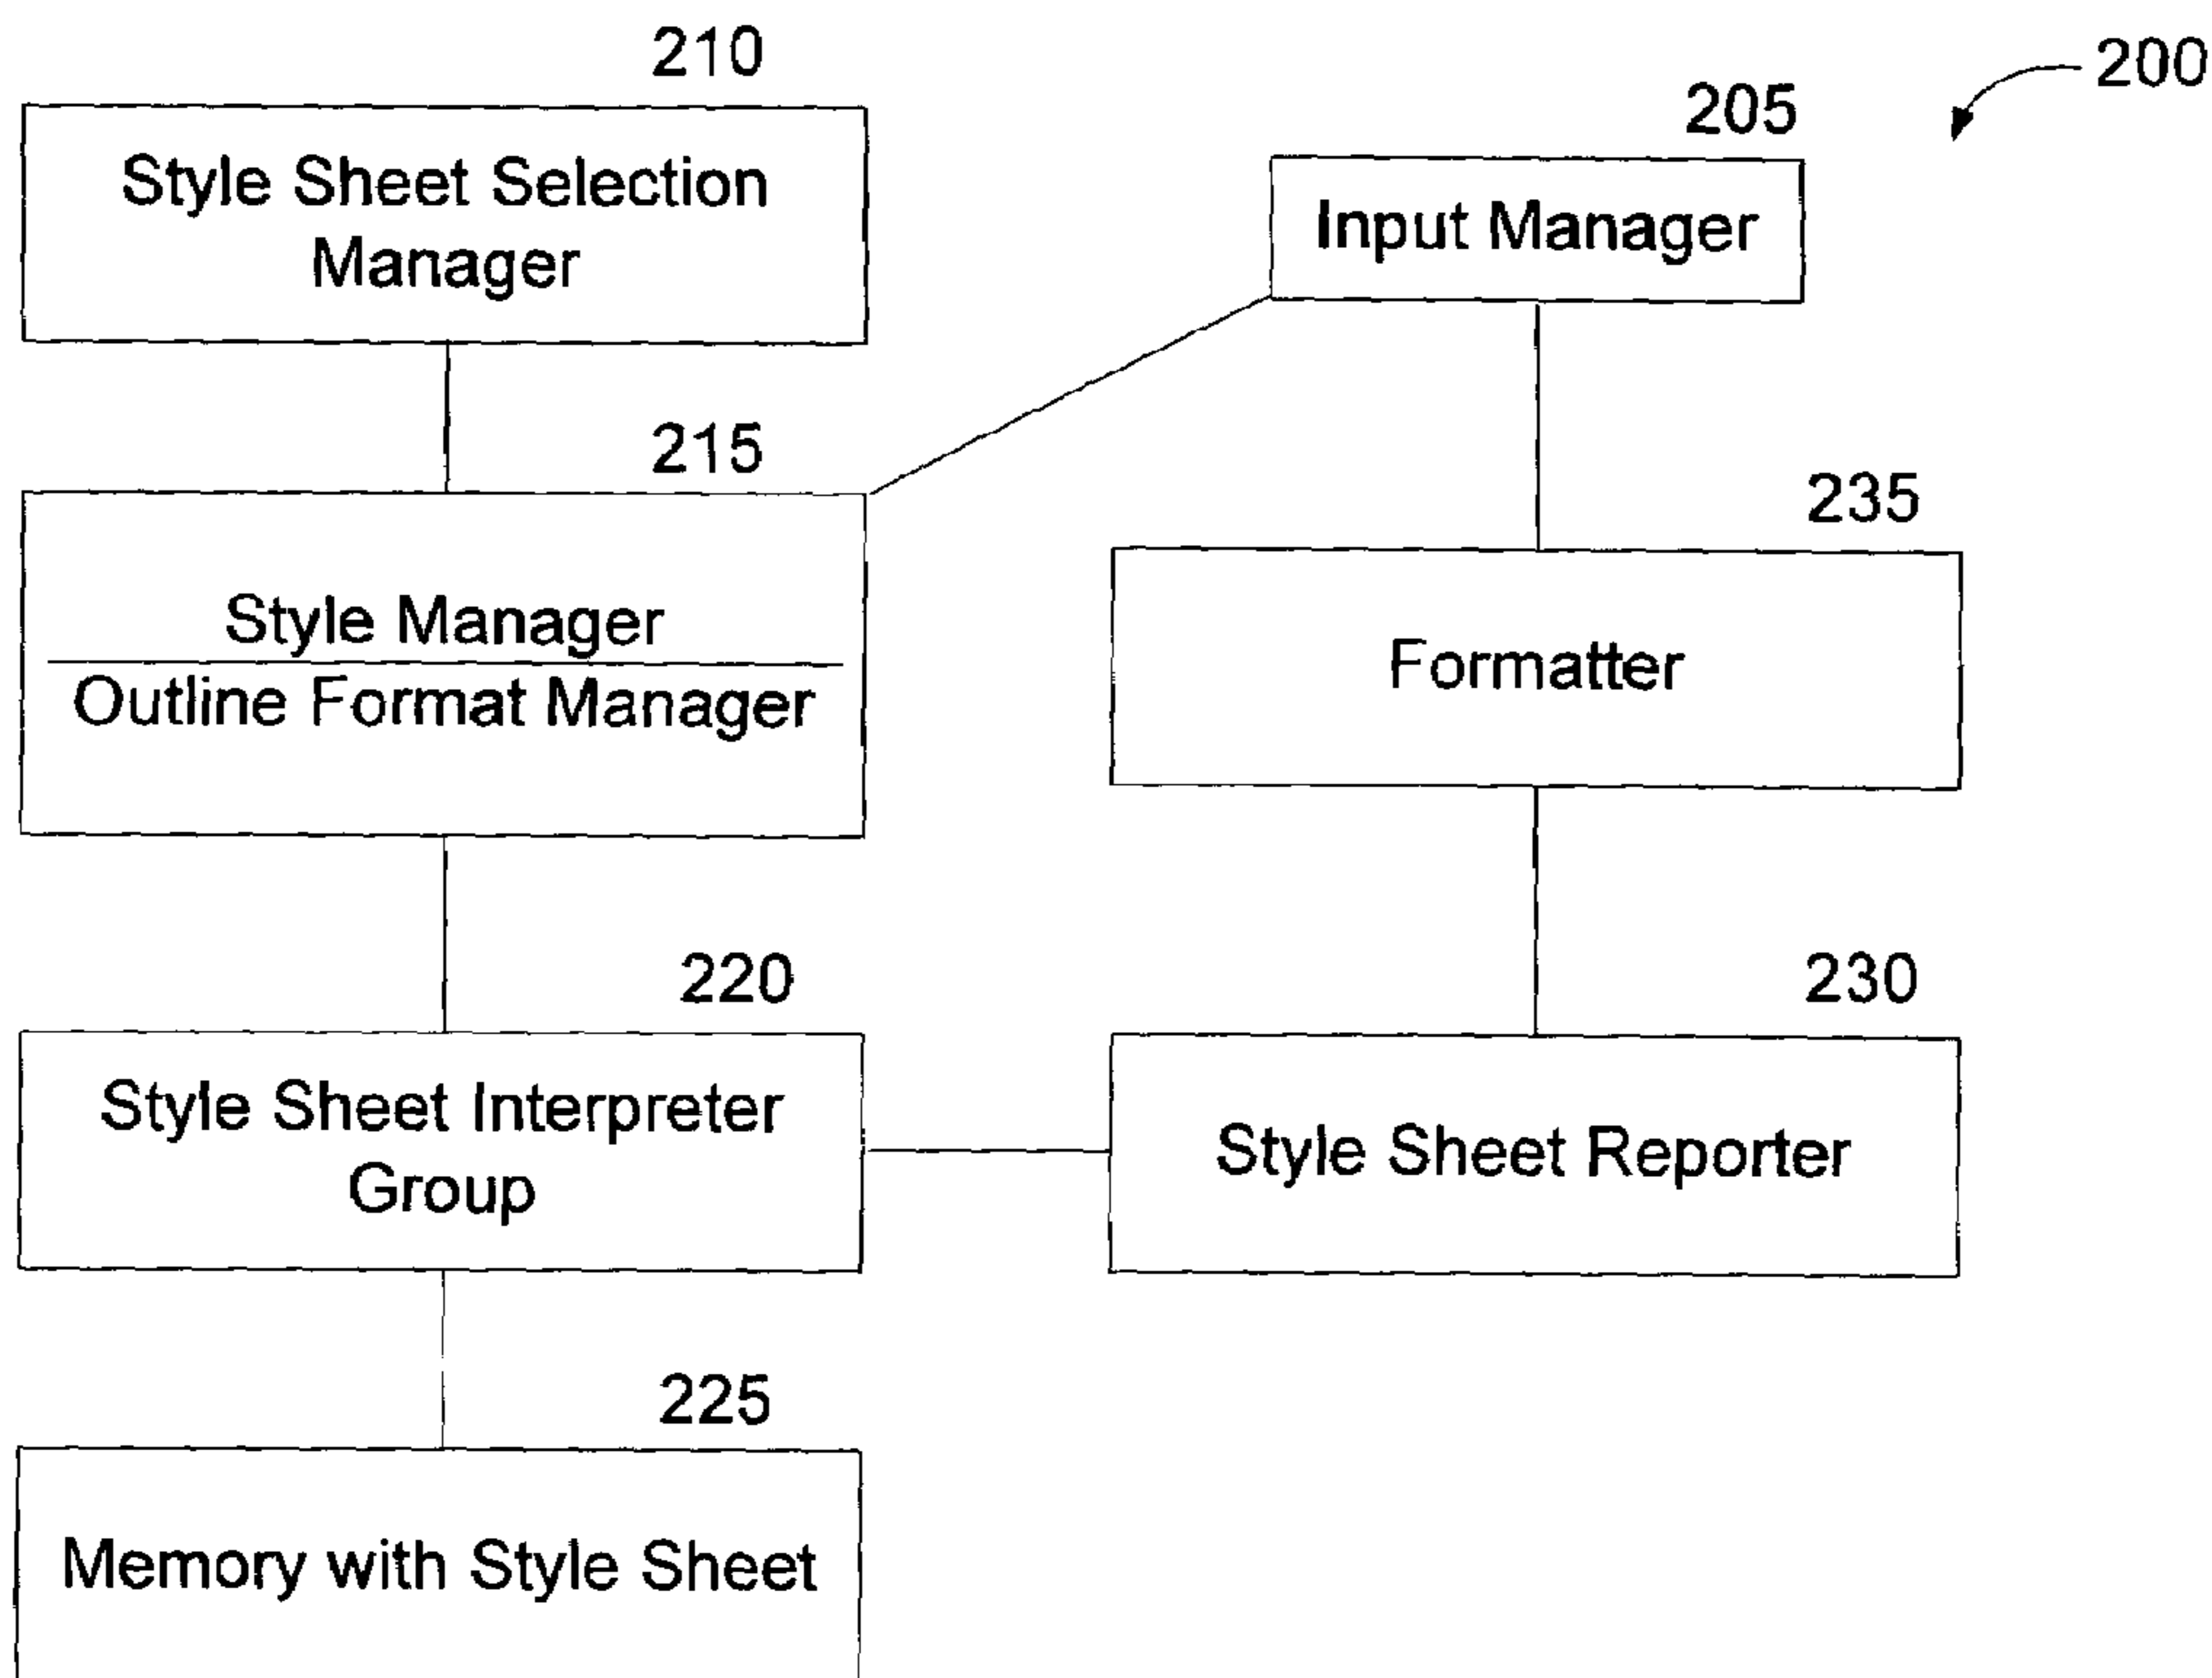 210
200
205
Style Sheet Selection
Manager
Input Manager
215
235
Style Manager
Outline Format Manager
Formatter
220
230
Style Sheet Interpreter
Group
Style Sheet Reporter
225
Memory with Style Sheet